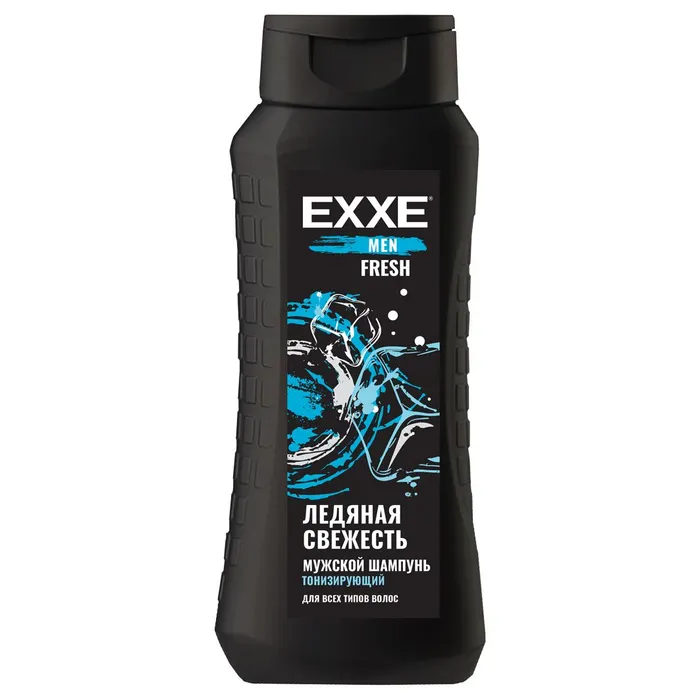 EXXE®
MEN
FRESH
ЛЕДЯНАЯ
СВЕЖЕСТЬ
МУЖСКОЙ ШАМПУНЬ
ТОНИЗИРУЮЩИЙ
ДЛЯ ВСЕХ ТИПОВ ВОЛОС